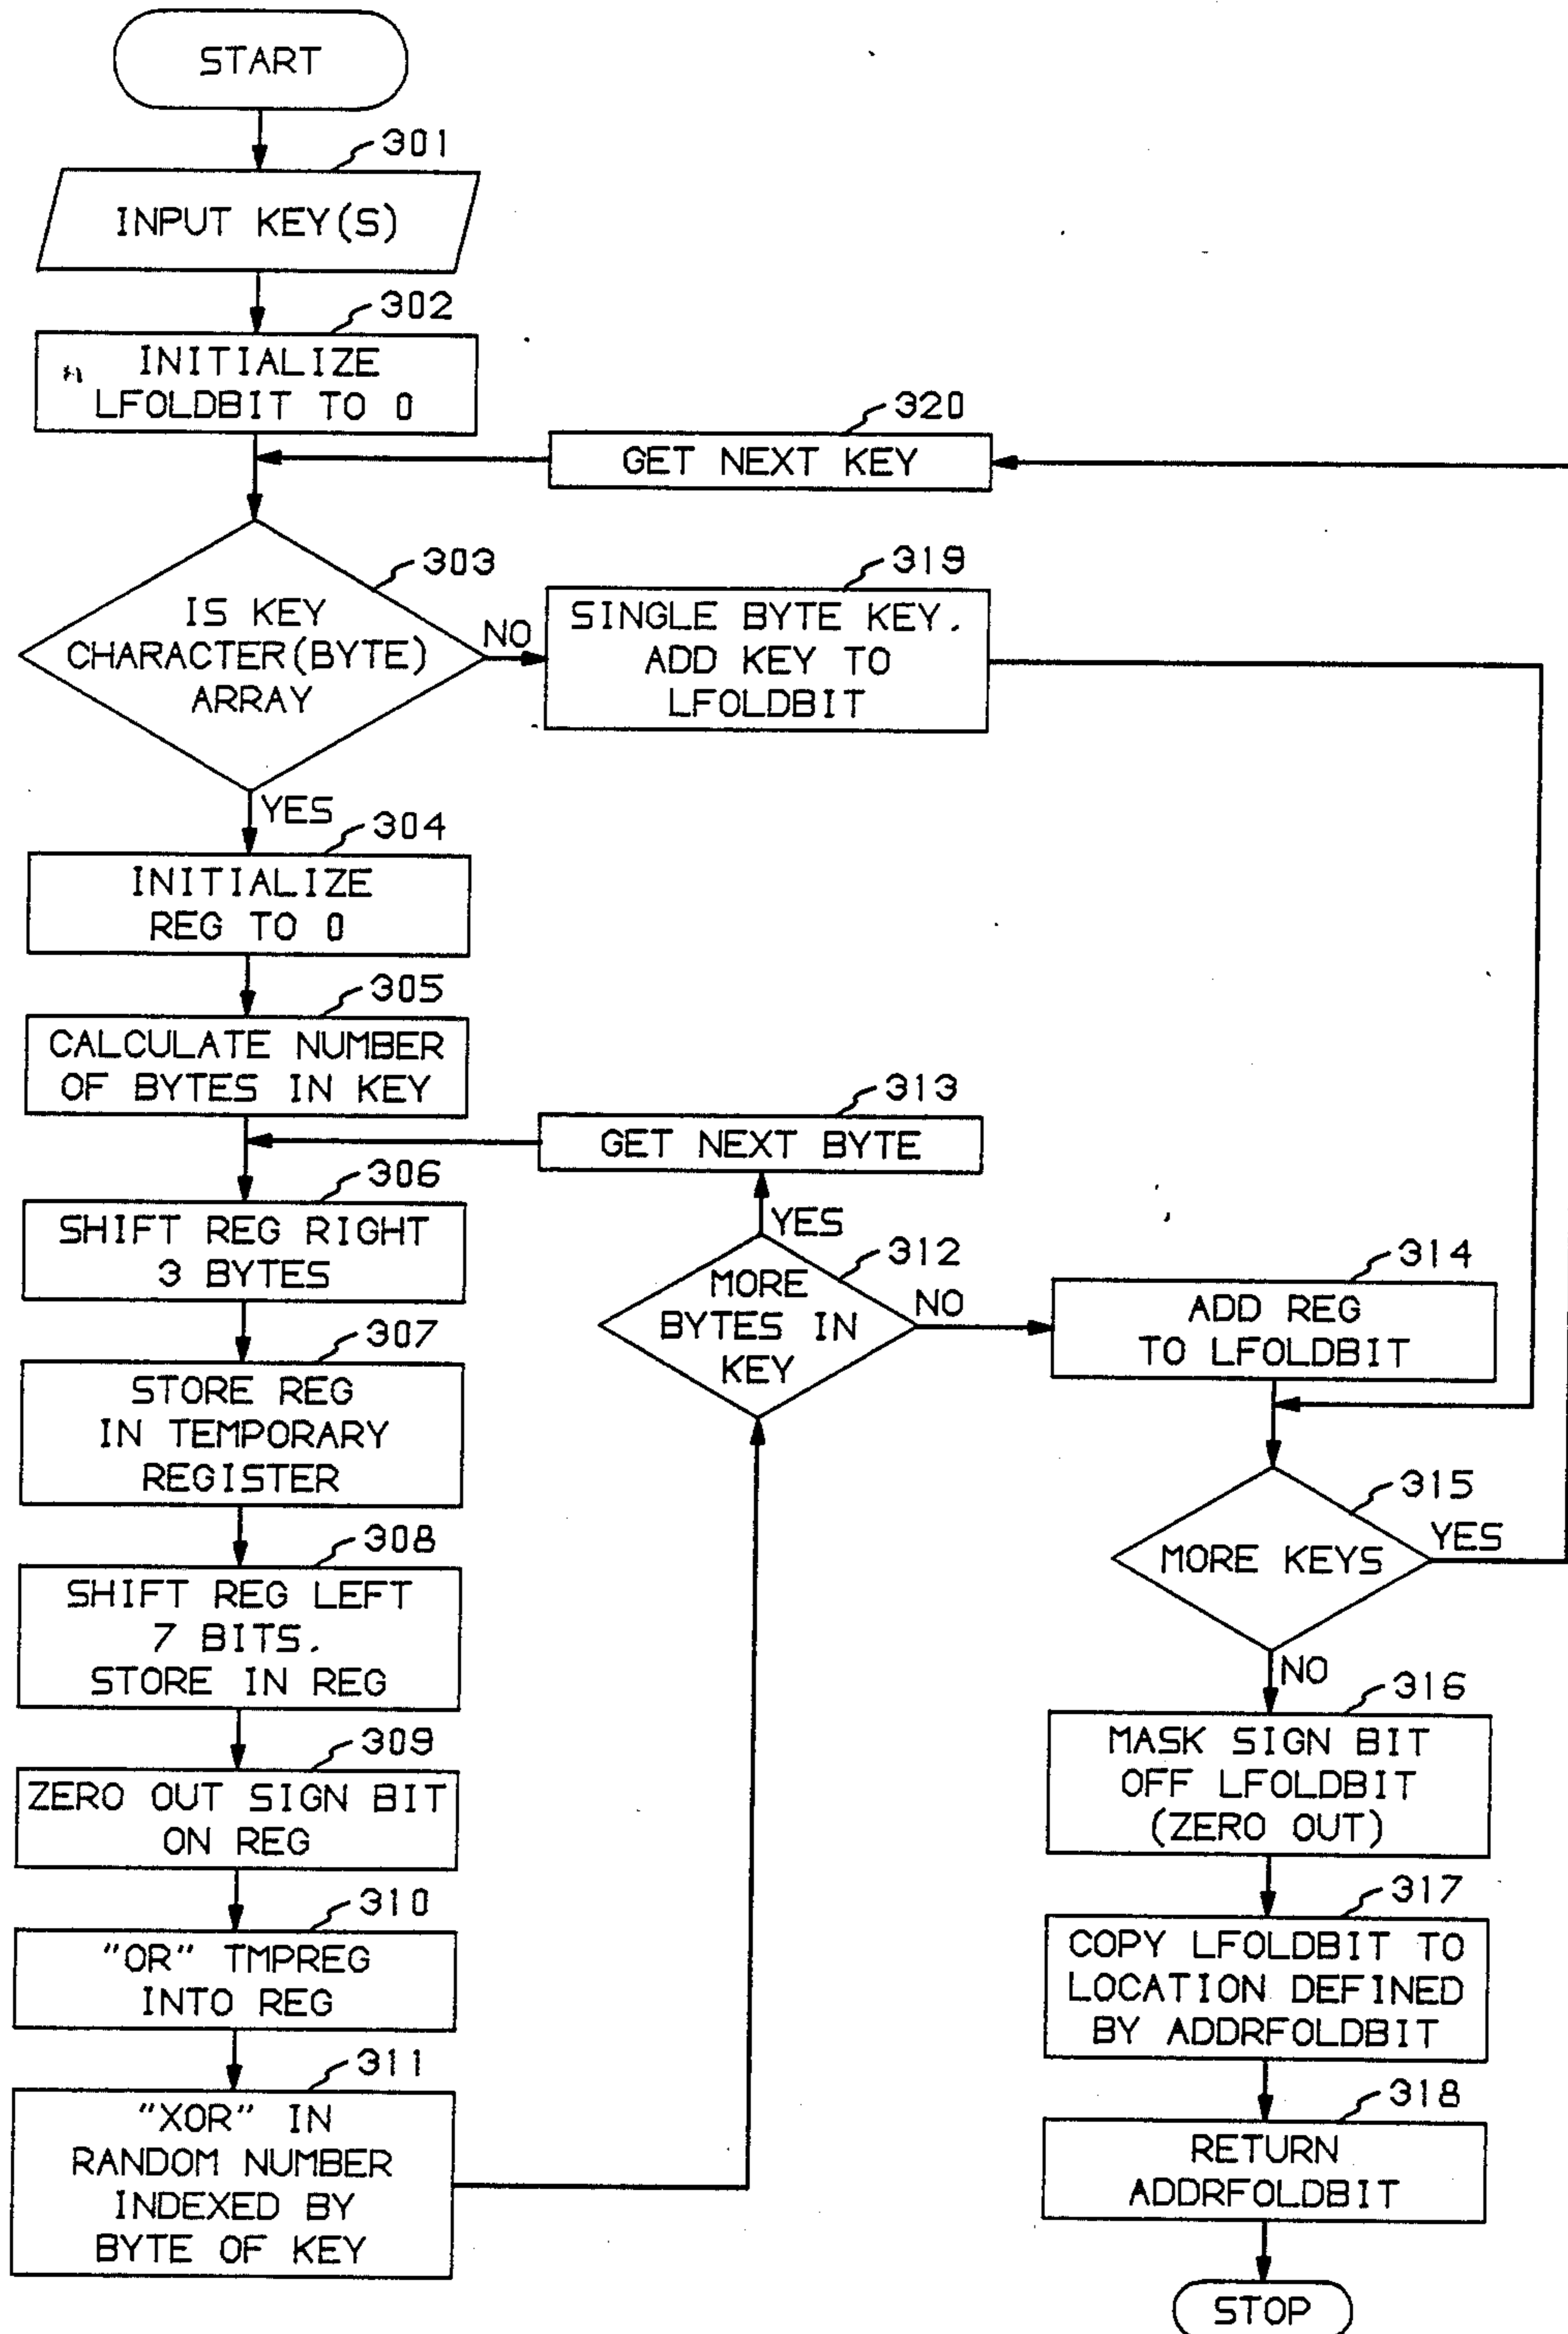 START
301
INPUT KEY(S)
302
INITIALIZE
LFOLDBIT TO 0
320
GET NEXT KEY
303
IS KEY
CHARACTER(BYTE)
ARRAY
NO
319
SINGLE BYTE KEY.
ADD KEY TO
LFOLDBIT
YES
304
INITIALIZE
REG TO 0
305
CALCULATE NUMBER
OF BYTES IN KEY
313
GET NEXT BYTE
306
SHIFT REG RIGHT
3 BYTES
YES
312
MORE
BYTES IN
KEY
NO
314
ADD REG
TO LFOLDBIT
307
STORE REG
IN TEMPORARY
REGISTER
315
MORE KEYS
YES
308
SHIFT REG LEFT
7 BITS.
STORE IN REG
NO
316
MASK SIGN BIT
OFF LFOLDBIT
(ZERO OUT)
309
ZERO OUT SIGN BIT
ON REG
317
COPY LFOLDBIT TO
LOCATION DEFINED
BY ADDRFOLDBIT
310
"OR" TMPREG
INTO REG
311
"XOR" IN
RANDOM NUMBER
INDEXED BY
BYTE OF KEY
318
RETURN
ADDRFOLDBIT
STOP